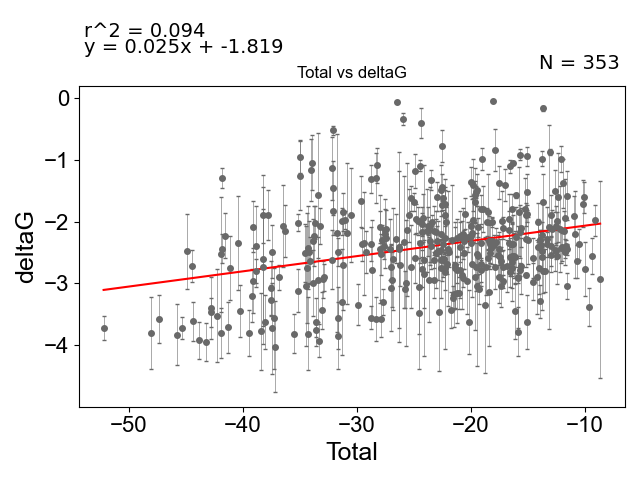 r^2 = 0.094
y = 0.025x + -1.819
N = 353
Total vs deltaG
0
−1
−2
−3
−4
deltaG
−50
−40
−30
−20
−10
Total